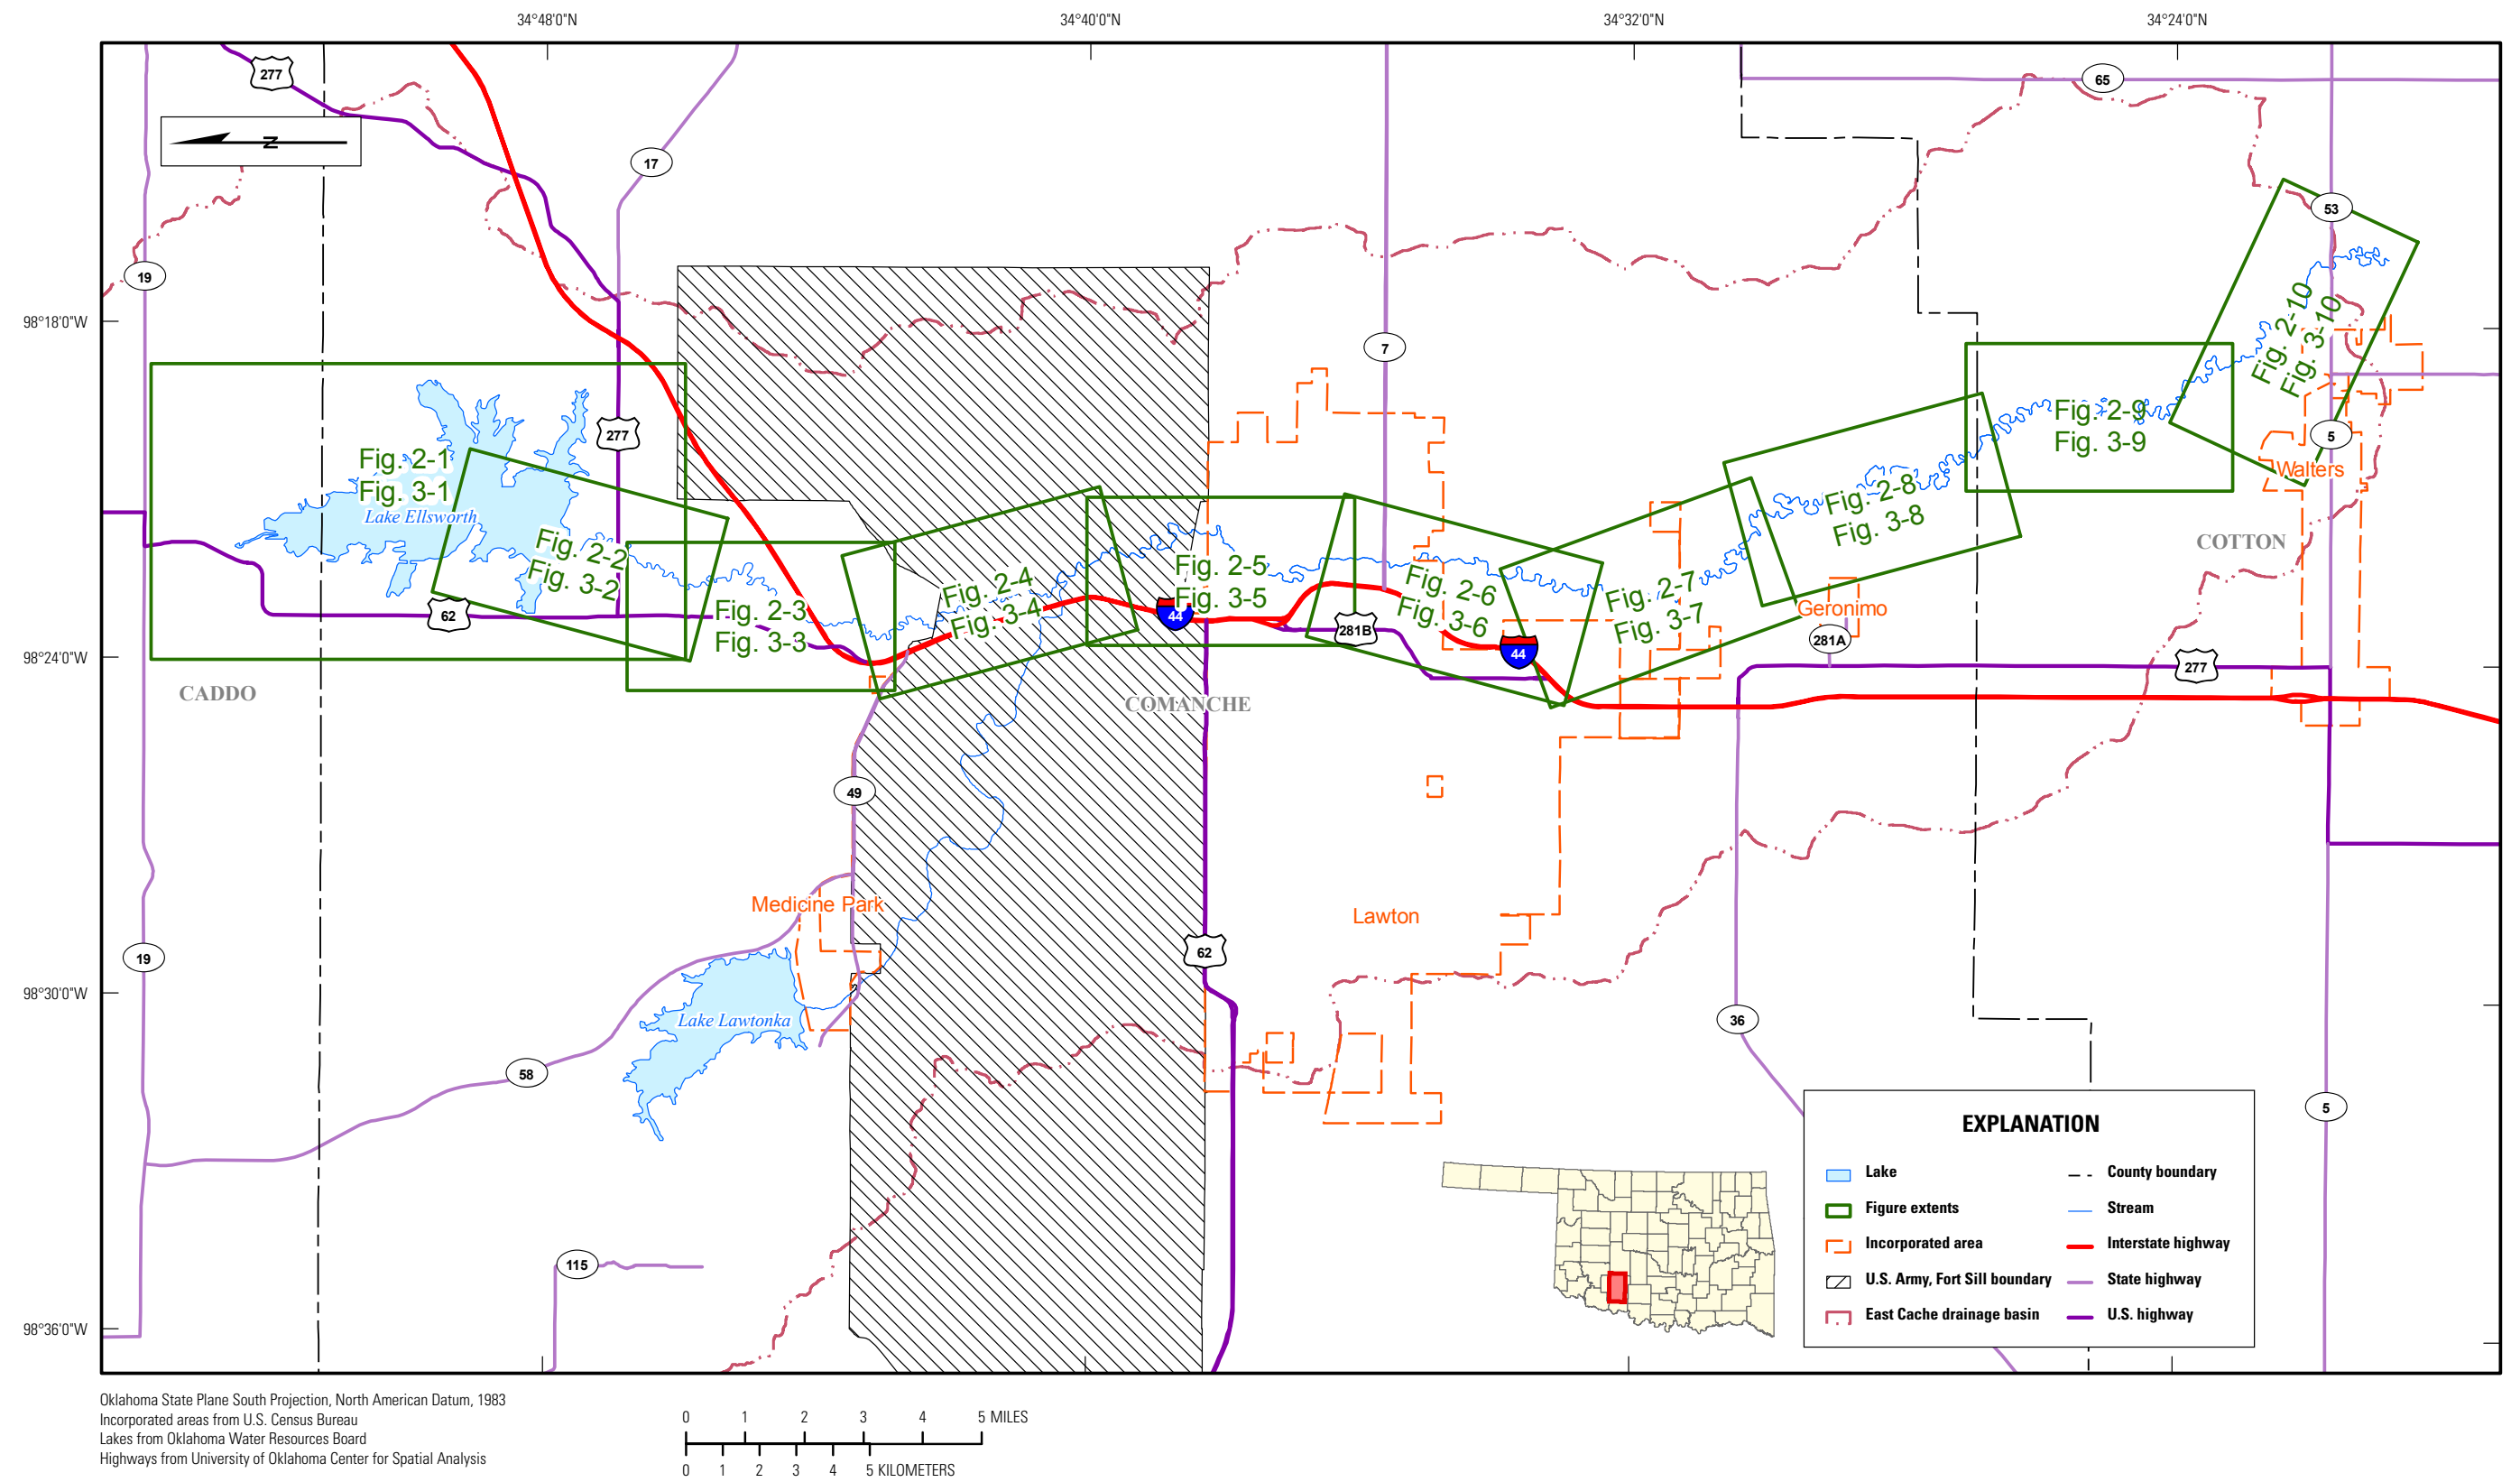 34°48'0"N
34°40'0"N
34°32'0"N
34°24'0"N
98°18'0"W
98°24'0"W
98°30'0"W
98°36'0"W
277
65
N
17
53
19
7
277
5
Fig. 2-1
Fig. 3-1
Lake Ellsworth
Fig. 2-2
Fig. 3-2
Fig. 2-3
Fig. 3-3
Fig. 2-4
Fig. 3-4
Fig. 2-5
Fig. 3-5
Fig. 2-6
Fig. 3-6
Fig. 2-7
Fig. 3-7
Fig. 2-8
Fig. 3-8
Fig. 2-9
Fig. 3-9
Fig. 2-10
Fig. 3-10
Walters
COTTON
Geronimo
62
44
281B
44
281A
277
CADDO
COMANCHE
49
Medicine Park
Lawton
19
62
Lake Lawtonka
36
58
5
115
EXPLANATION
Lake
Figure extents
Incorporated area
U.S. Army, Fort Sill boundary
East Cache drainage basin
County boundary
Stream
Interstate highway
State highway
U.S. highway
Oklahoma State Plane South Projection, North American Datum, 1983
Incorporated areas from U.S. Census Bureau
Lakes from Oklahoma Water Resources Board
Highways from University of Oklahoma Center for Spatial Analysis
0 1 2 3 4 5 MILES
0 1 2 3 4 5 KILOMETERS